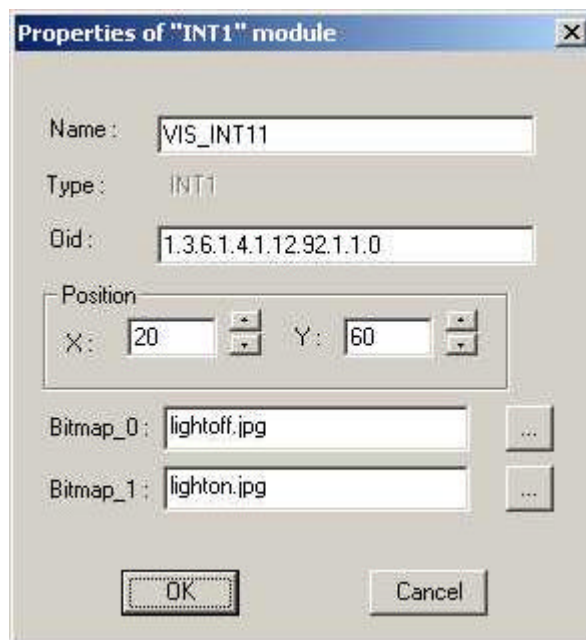 Properties of "INT1" module
Name : VIS_INT11
Type : INT1
Oid : 1.3.6.1.4.1.12.92.1.1.0
Position
X : 20 Y : 60
Bitmap_0 : lightoff.jpg ...
Bitmap_1 : lighton.jpg ...
OK Cancel